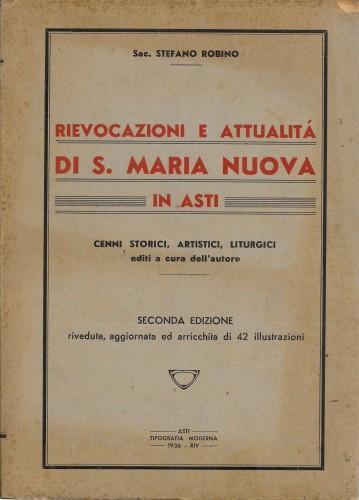 Sac. STEFANO ROBINO
RIEVOCAZIONI E ATTUALITÁ
DI S. MARIA NUOVA
IN ASTI
CENNI STORICI, ARTISTICI, LITURGICI
editi a cura dell'autore
SECONDA EDIZIONE
riveduta, aggiornata ed arricchita di 42 illustrazioni
ASTI
TIPOGRAFIA MODERNA
1936 - XIV